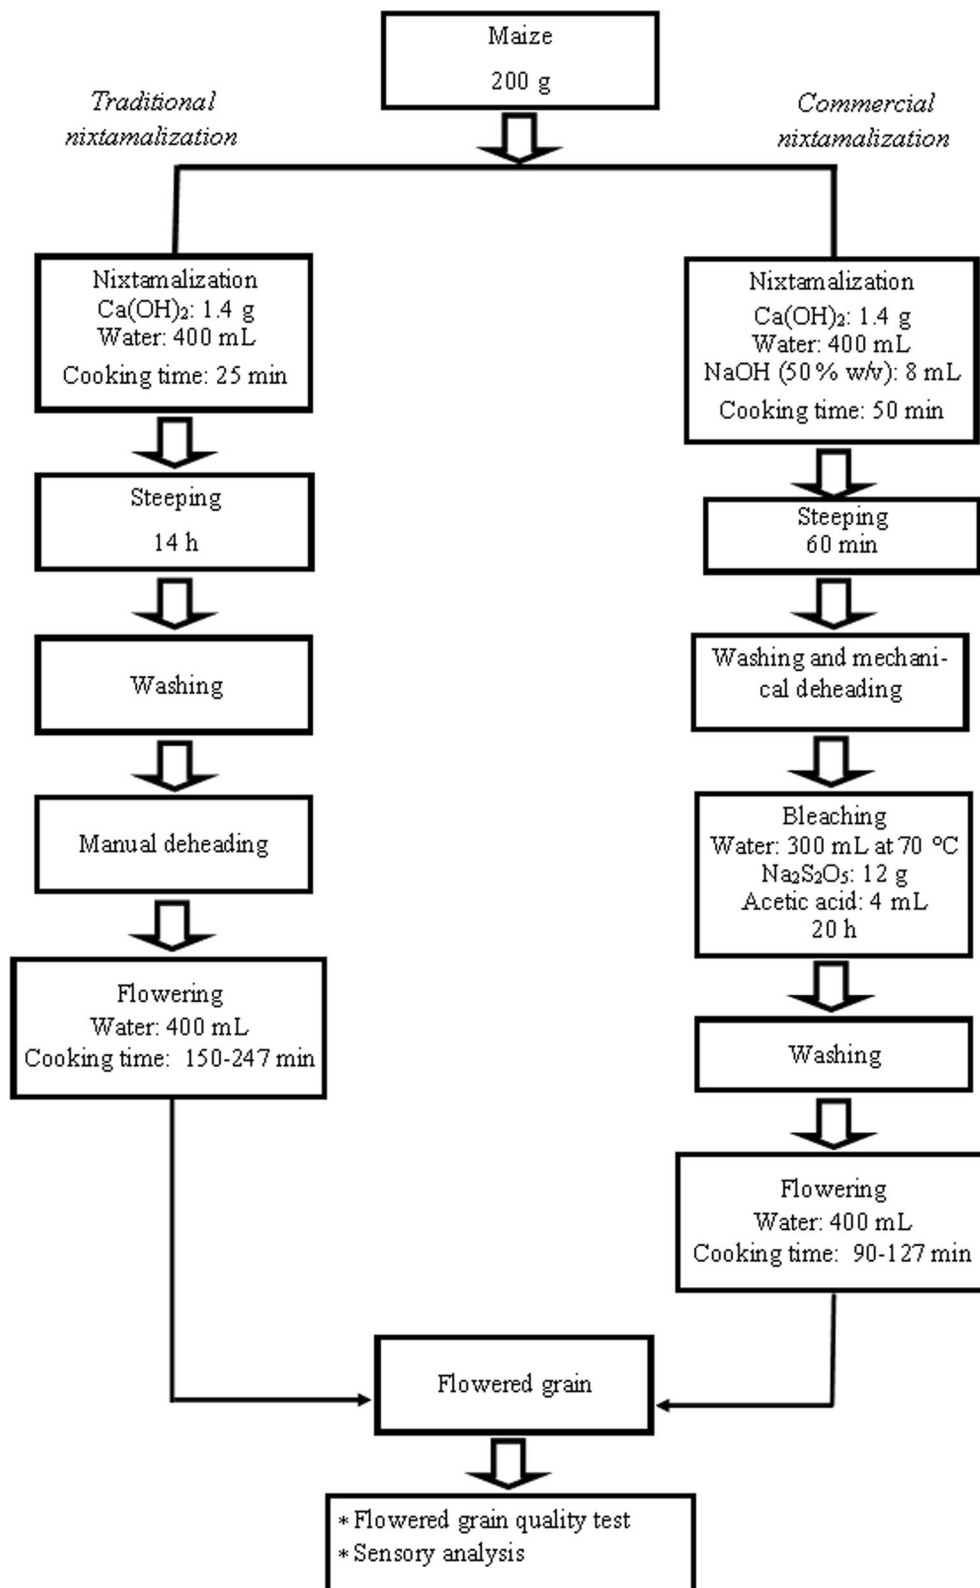 Maize
200 g
Traditional
nixtamalization
Commercial
nixtamalization
Nixtamalization
Ca(OH)₂: 1.4 g
Water: 400 mL
Cooking time: 25 min
Steeping
14 h
Washing
Manual deheading
Flowering
Water: 400 mL
Cooking time: 150-247 min
Nixtamalization
Ca(OH)₂: 1.4 g
Water: 400 mL
NaOH (50% w/v): 8 mL
Cooking time: 50 min
Steeping
60 min
Washing and mechani-
cal deheading
Bleaching
Water: 300 mL at 70 °C
Na₂S₂O₅: 12 g
Acetic acid: 4 mL
20 h
Washing
Flowering
Water: 400 mL
Cooking time: 90-127 min
Flowered grain
* Flowered grain quality test
* Sensory analysis